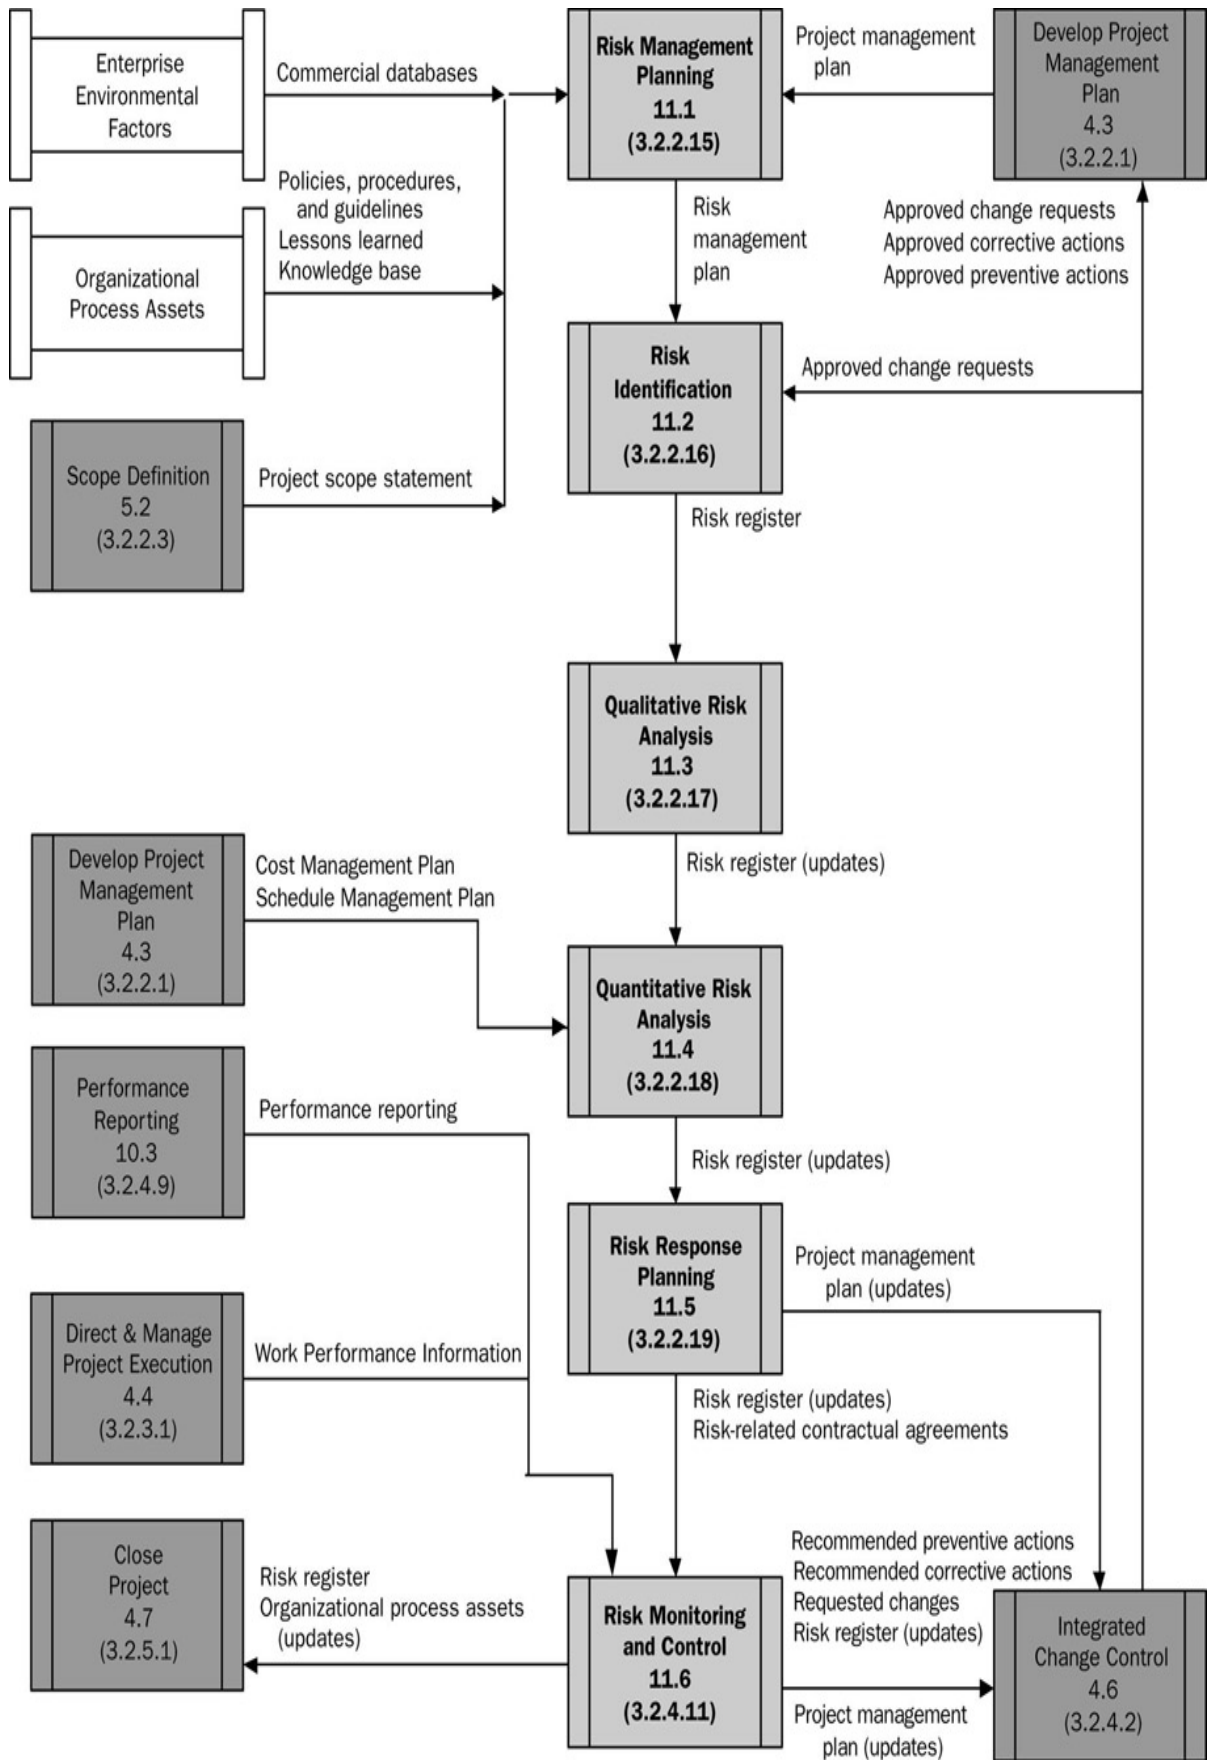 Enterprise
Environmental
Factors
Commercial databases
Risk Management
Planning
11.1
(3.2.2.15)
Project management
plan
Develop Project
Management
Plan
4.3
(3.2.2.1)
Policies, procedures,
and guidelines
Lessons learned
Knowledge base
Organizational
Process Assets
Risk
management
plan
Approved change requests
Approved corrective actions
Approved preventive actions
Risk
Identification
11.2
(3.2.2.16)
Approved change requests
Scope Definition
5.2
(3.2.2.3)
Project scope statement
Risk register
Qualitative Risk
Analysis
11.3
(3.2.2.17)
Risk register (updates)
Develop Project
Management
Plan
4.3
(3.2.2.1)
Cost Management Plan
Schedule Management Plan
Quantitative Risk
Analysis
11.4
(3.2.2.18)
Performance
Reporting
10.3
(3.2.4.9)
Performance reporting
Risk register (updates)
Risk Response
Planning
11.5
(3.2.2.19)
Project management
plan (updates)
Direct & Manage
Project Execution
4.4
(3.2.3.1)
Work Performance Information
Risk register (updates)
Risk-related contractual agreements
Close
Project
4.7
(3.2.5.1)
Risk register
Organizational process assets
(updates)
Risk Monitoring
and Control
11.6
(3.2.4.11)
Recommended preventive actions
Recommended corrective actions
Requested changes
Risk register (updates)
Project management
plan (updates)
Integrated
Change Control
4.6
(3.2.4.2)